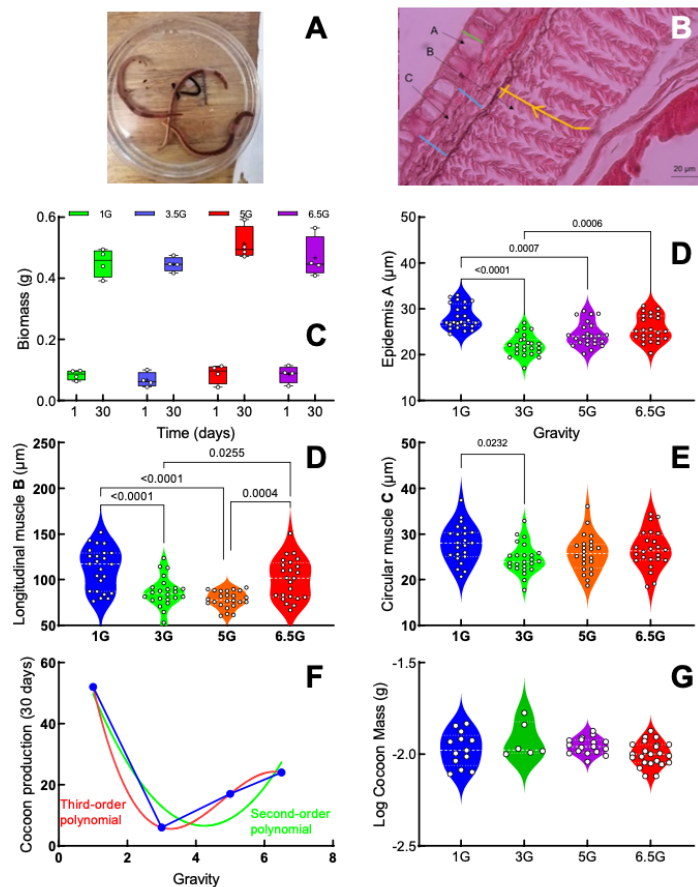 A
B
A
B
C
20 µm
1G 3.5G 5G 6.5G
0.6
0.4
0.2
0.0
Biomass (g)
C
1 30 1 30 1 30 1 30
Time (days)
D
50
40
30
20
10
Epidermis A (µm)
0.0006
0.0007
<0.0001
1G 3G 5G 6.5G
Gravity
D
250
200
150
100
50
Longitudinal muscle B (µm)
0.0255
<0.0001
<0.0001
0.0004
1G 3G 5G 6.5G
E
50
40
30
20
10
Circular muscle C (µm)
0.0232
1G 3G 5G 6.5G
F
60
40
20
0
Cocoon production (30 days)
Third-order
polynomial
Second-order
polynomial
0 2 4 6 8
Gravity
G
-1.5
-2.0
-2.5
Log Cocoon Mass (g)
1G 3G 5G 6.5G